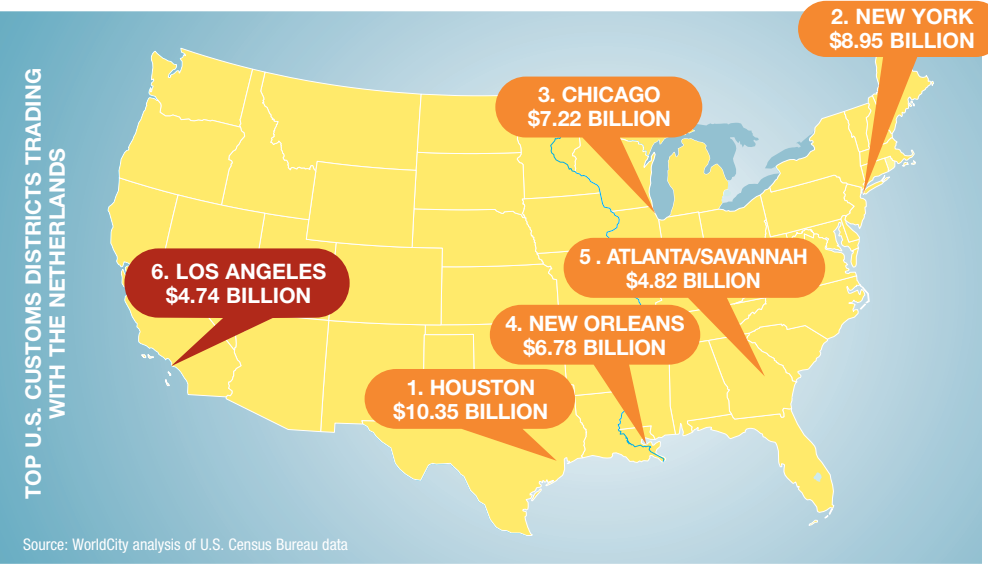 TOP U.S. CUSTOMS DISTRICTS TRADING
WITH THE NETHERLANDS
2. NEW YORK
$8.95 BILLION
3. CHICAGO
$7.22 BILLION
6. LOS ANGELES
$4.74 BILLION
5 . ATLANTA/SAVANNAH
$4.82 BILLION
4. NEW ORLEANS
$6.78 BILLION
1. HOUSTON
$10.35 BILLION
Source: WorldCity analysis of U.S. Census Bureau data